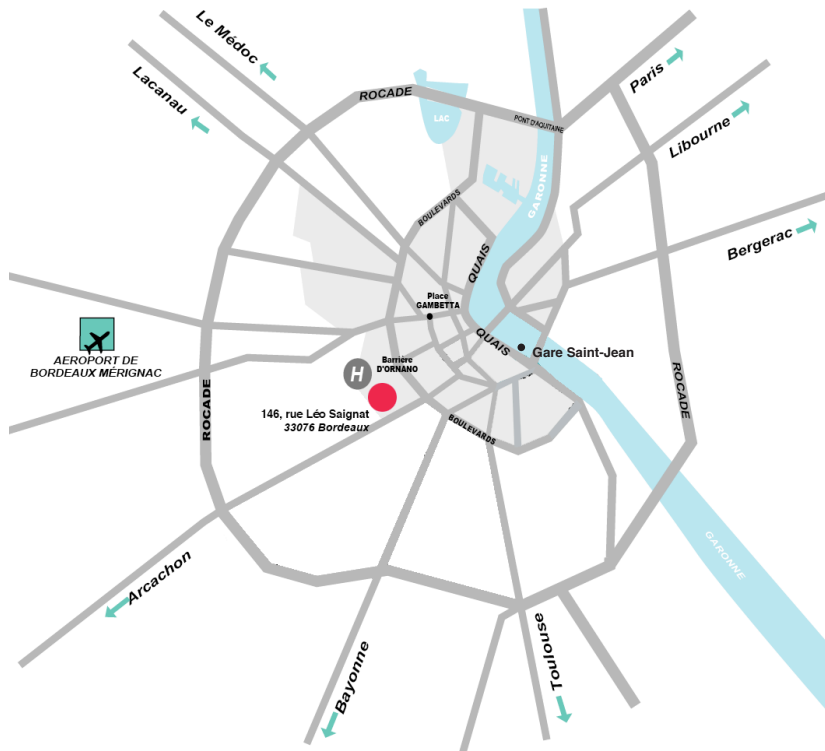 Le Médoc
Lacanau
ROCADE
LAC
PONT D'AQUITAINE
Paris
Libourne
GARONNE
BOULEVARDS
QUAIS
Bergerac
Place
GAMBETTA
QUAIS
Gare Saint-Jean
AEROPORT DE
BORDEAUX MÉRIGNAC
Barrière
D'ORNANO
H
ROCADE
ROCADE
146, rue Léo Saignat
33076 Bordeaux
BOULEVARDS
GARONNE
Arcachon
Bayonne
Toulouse